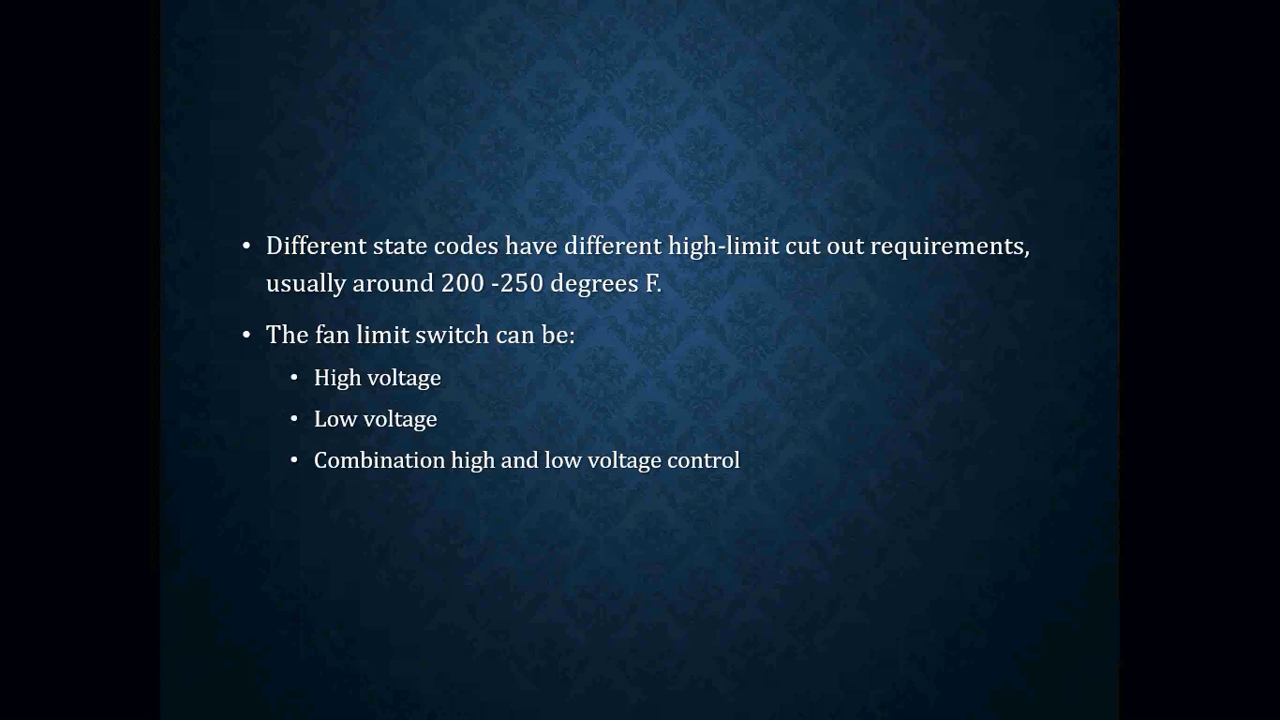 • Different state codes have different high-limit cut out requirements,
usually around 200 -250 degrees F.
• The fan limit switch can be:
• High voltage
• Low voltage
• Combination high and low voltage control